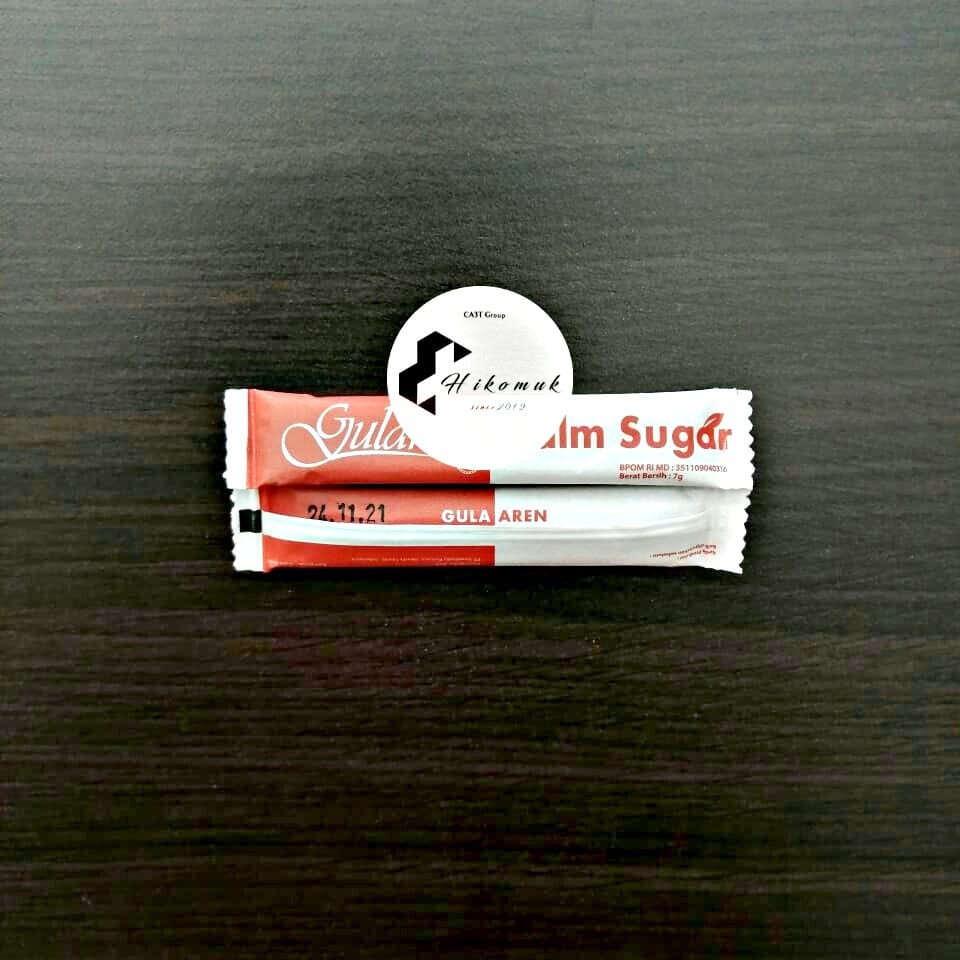 CA3T Group
Hikomuk
since 2019
alm Sugar
BPOM RI MD : 351109040316
Berat Bersih : 7g
24.11.21
GULA AREN